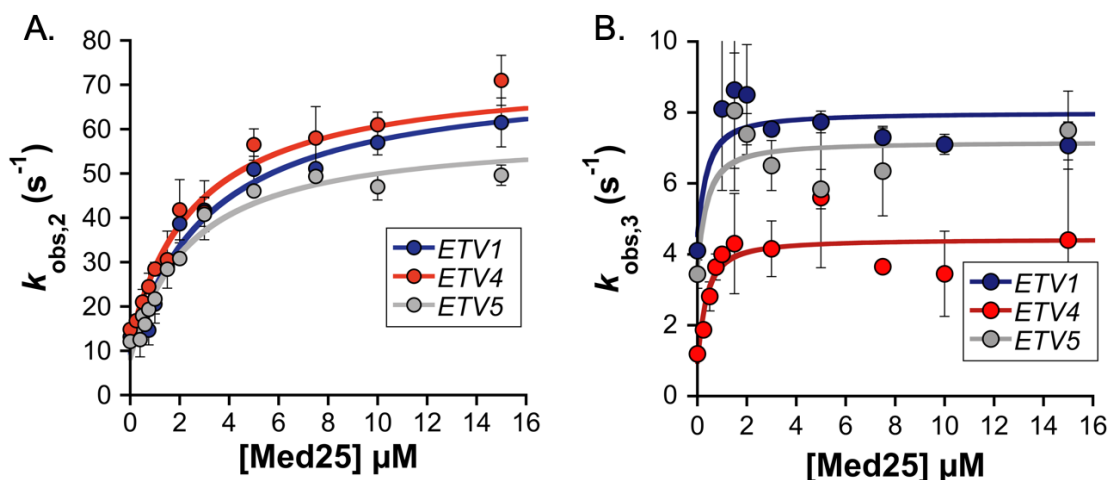 A.
80
70
60
50
40
30
20
10
0
k obs,2 (s⁻¹)
0 2 4 6 8 10 12 14 16
[Med25] μM
ETV1
ETV4
ETV5
B.
10
8
6
4
2
0
k obs,3 (s⁻¹)
0 2 4 6 8 10 12 14 16
[Med25] μM
ETV1
ETV4
ETV5